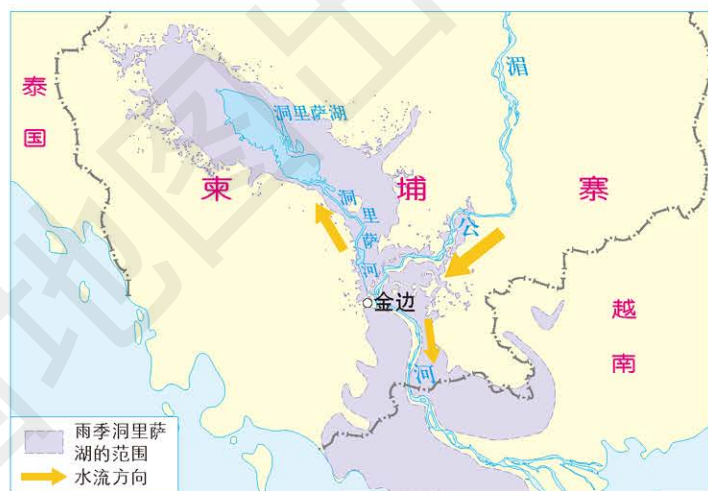 泰国
柬埔寨
越南
洞里萨湖
洞里萨河
湄公河
金边
雨季洞里萨
湖的范围
水流方向